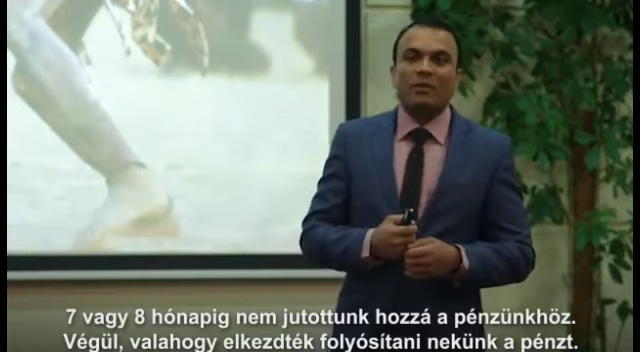 7 vagy 8 hónapig nem jutottunk hozzá a pénzünkhöz.
Végül, valahogy elkezdték folyósítani nekünk a pénzt.